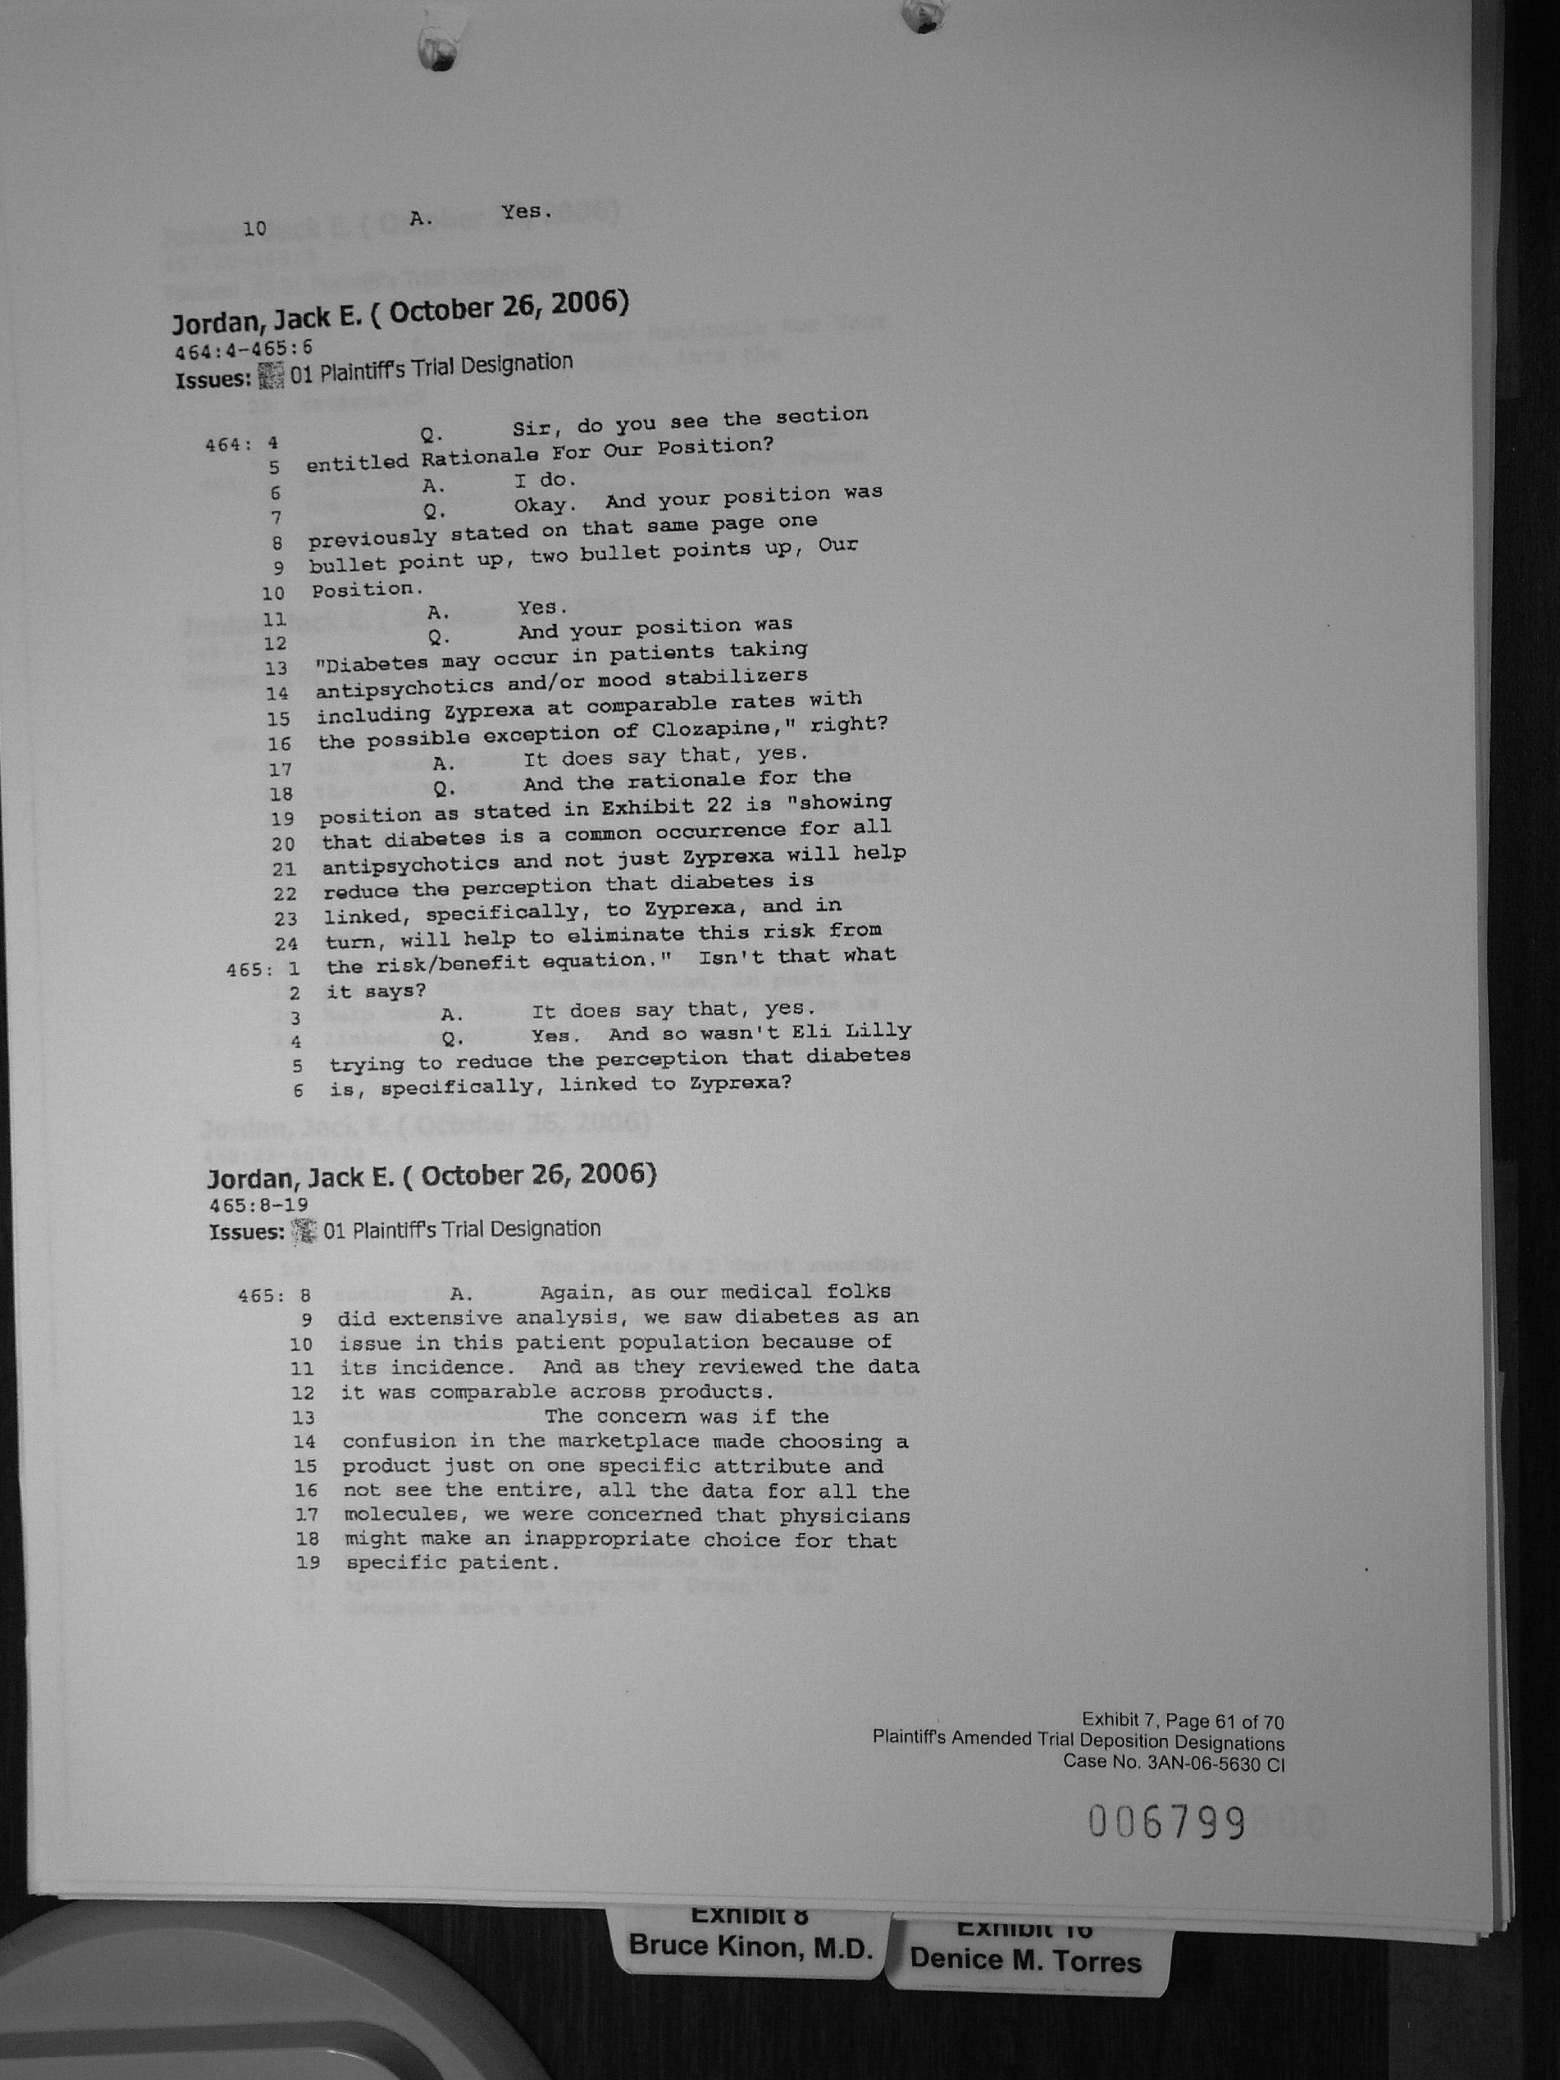 10 A. Yes.
Jordan, Jack E. ( October 26, 2006)
464:4-465:6
Issues: 01 Plaintiff's Trial Designation
464: 4 Q. Sir, do you see the section
5 entitled Rationale For Our Position?
6 A. I do.
7 Q. Okay. And your position was
8 previously stated on that same page one
9 bullet point up, two bullet points up, Our
10 Position.
11 A. Yes.
12 Q. And your position was
13 "Diabetes may occur in patients taking
14 antipsychotics and/or mood stabilizers
15 including Zyprexa at comparable rates with
16 the possible exception of Clozapine," right?
17 A. It does say that, yes.
18 Q. And the rationale for the
19 position as stated in Exhibit 22 is "showing
20 that diabetes is a common occurrence for all
21 antipsychotics and not just Zyprexa will help
22 reduce the perception that diabetes is
23 linked, specifically, to Zyprexa, and in
24 turn, will help to eliminate this risk from
465: 1 the risk/benefit equation." Isn't that what
2 it says?
3 A. It does say that, yes.
4 Q. Yes. And so wasn't Eli Lilly
5 trying to reduce the perception that diabetes
6 is, specifically, linked to Zyprexa?
Jordan, Jack E. ( October 26, 2006)
465:8-19
Issues: 01 Plaintiff's Trial Designation
465: 8 A. Again, as our medical folks
9 did extensive analysis, we saw diabetes as an
10 issue in this patient population because of
11 its incidence. And as they reviewed the data
12 it was comparable across products.
13 The concern was if the
14 confusion in the marketplace made choosing a
15 product just on one specific attribute and
16 not see the entire, all the data for all the
17 molecules, we were concerned that physicians
18 might make an inappropriate choice for that
19 specific patient.
Exhibit 7, Page 61 of 70
Plaintiff's Amended Trial Deposition Designations
Case No. 3AN-06-5630 CI
006799
Exhibit 8
Bruce Kinon, M.D.
Exhibit 16
Denice M. Torres